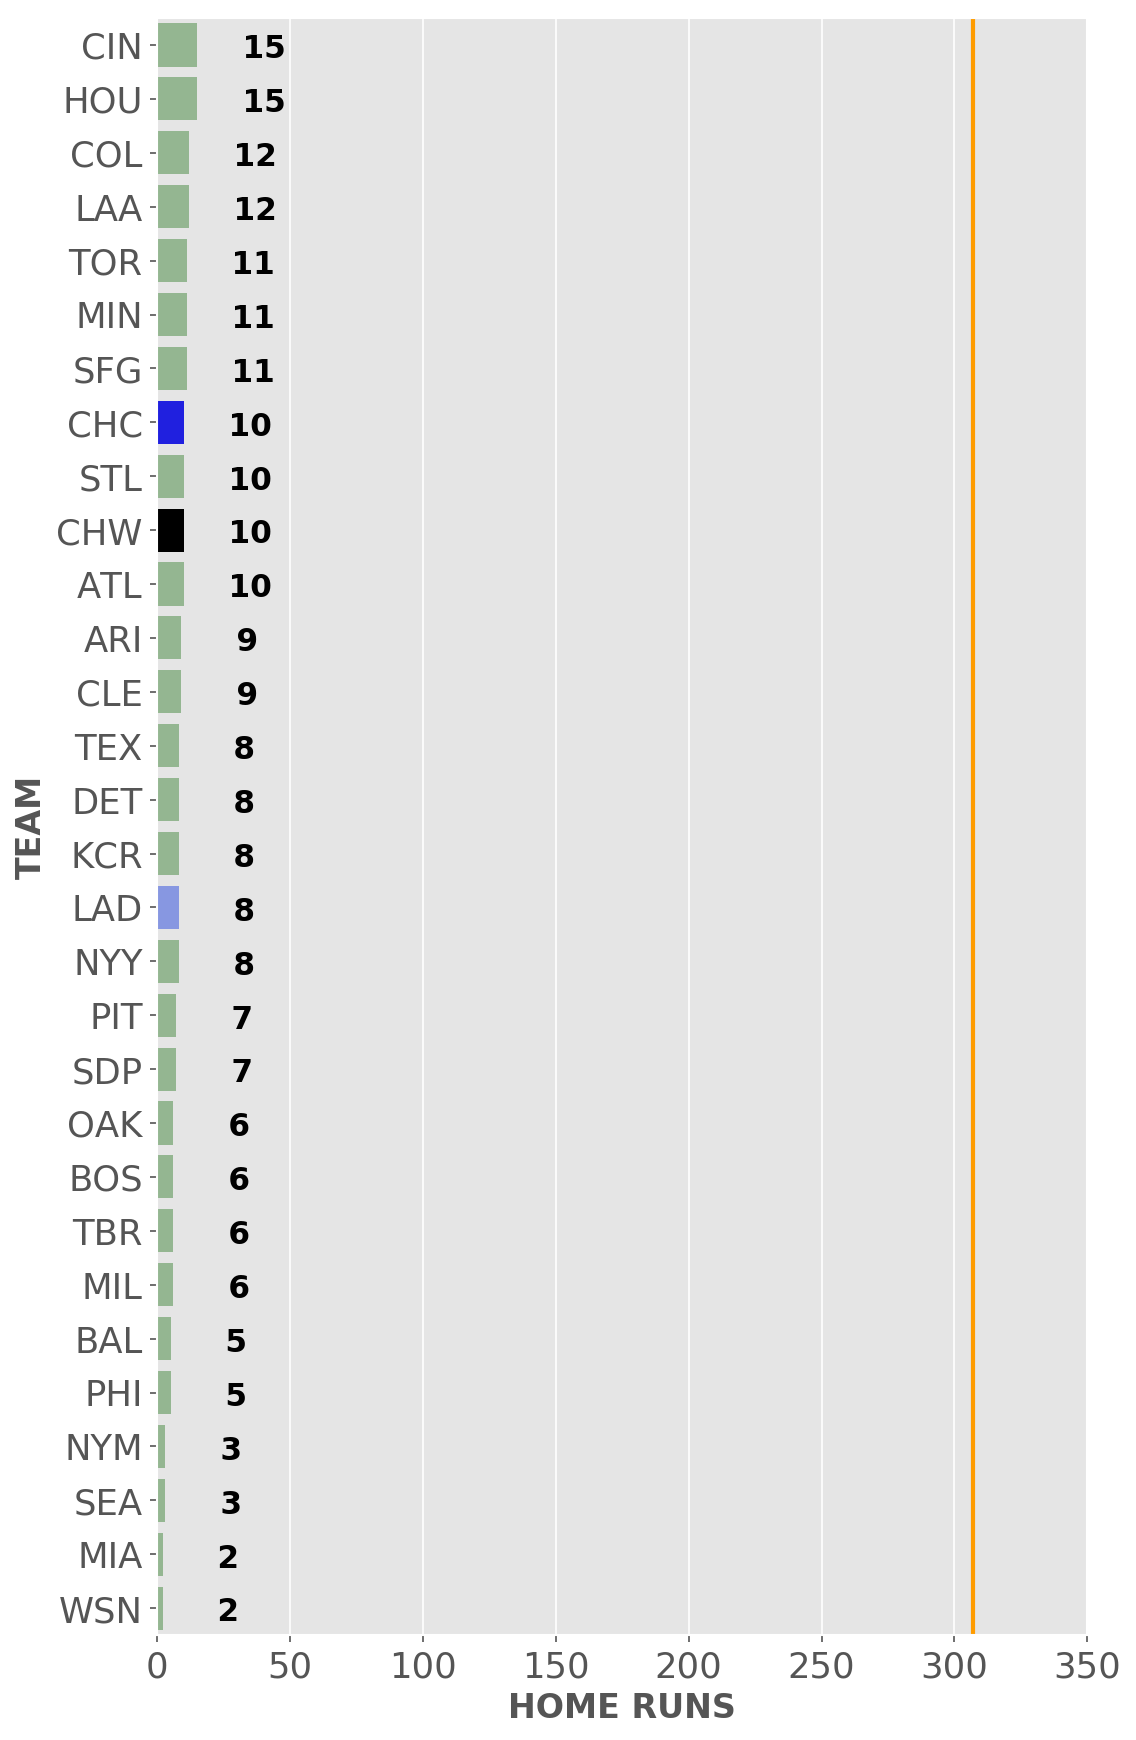 CIN 15
HOU 15
COL 12
LAA 12
TOR 11
MIN 11
SFG 11
CHC 10
STL 10
CHW 10
ATL 10
ARI 9
CLE 9
TEX 8
DET 8
KCR 8
LAD 8
NYY 8
PIT 7
SDP 7
OAK 6
BOS 6
TBR 6
MIL 6
BAL 5
PHI 5
NYM 3
SEA 3
MIA 2
WSN 2
TEAM
0 50 100 150 200 250 300 350
HOME RUNS